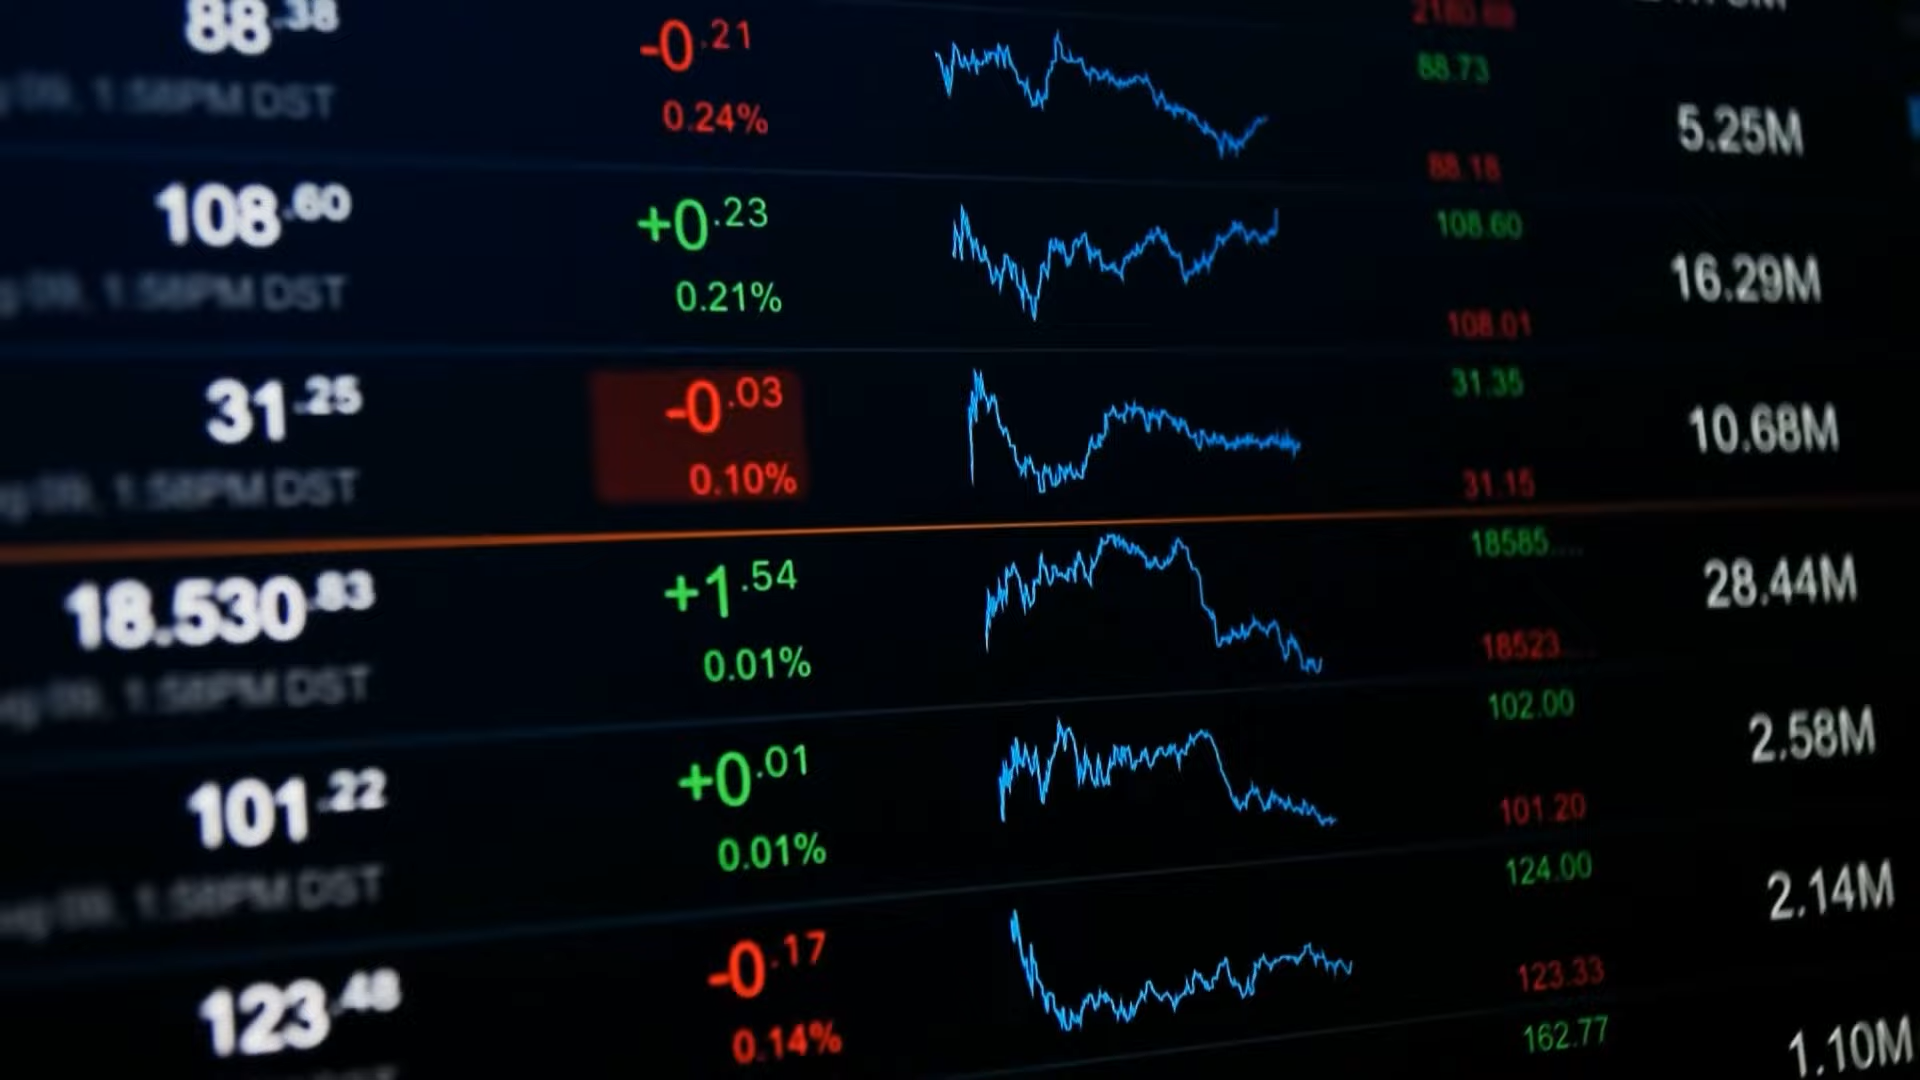 88.38 -0.21 88.73
1:58PM DST 0.24% 5.25M
88.18
108.60 +0.23 108.60
1:58PM DST 0.21% 16.29M
108.01
31.25 -0.03 31.35
1:58PM DST 0.10% 10.68M
31.15
18.530.83 +1.54 18585.... 28.44M
1:58PM DST 0.01% 18523
101.22 +0.01 102.00 2.58M
1:58PM DST 0.01% 101.20
123.48 -0.17 124.00 2.14M
0.14% 123.33
162.77 1.10M